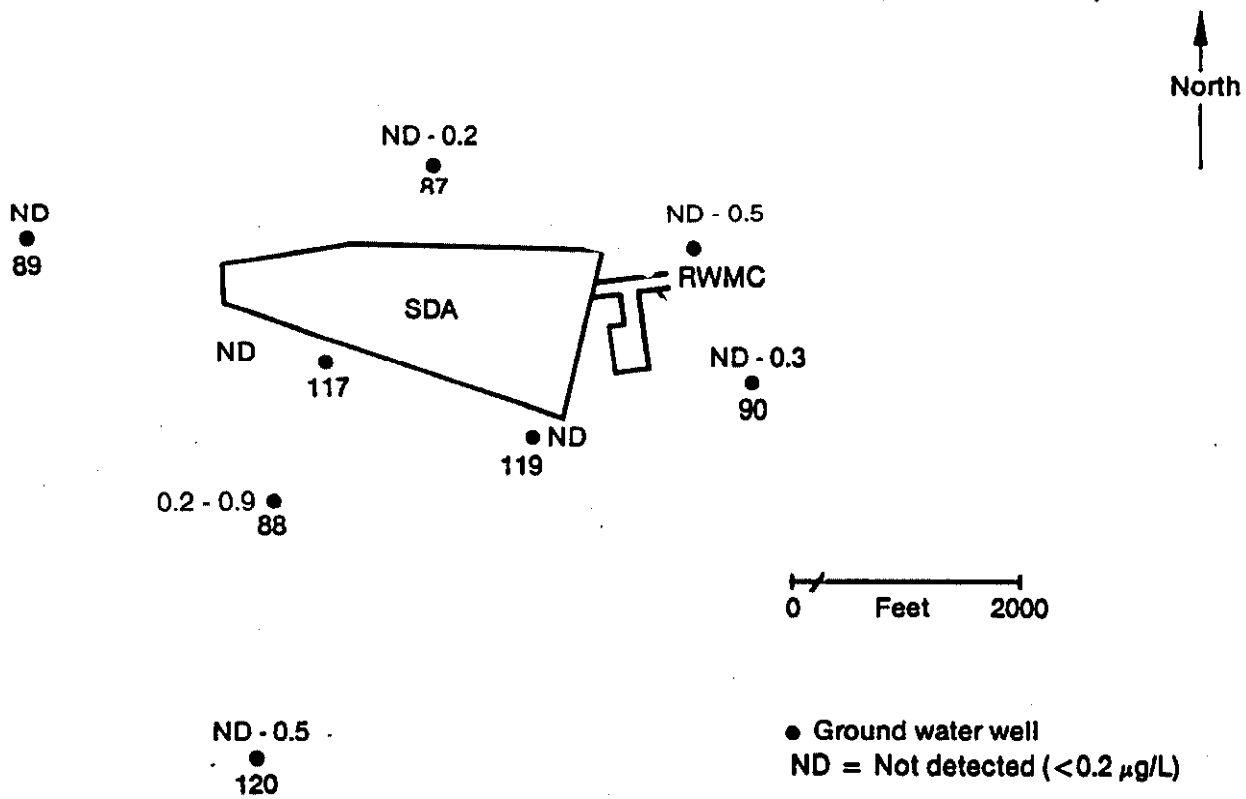 North
ND - 0.2
87
ND
89
ND - 0.5
RWMC
SDA
ND
117
ND - 0.3
90
ND
119
0.2 - 0.9
88
0 Feet 2000
ND - 0.5
120
Ground water well
ND = Not detected (<0.2 µg/L)